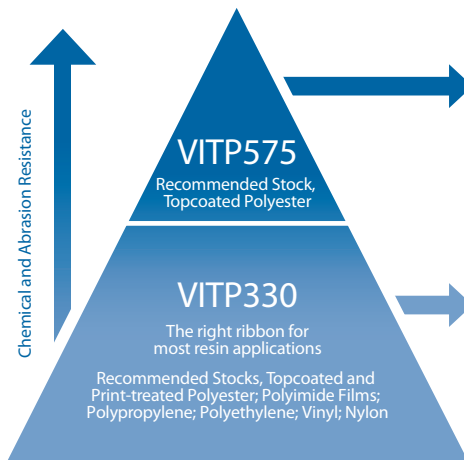 Chemical and Abrasion Resistance
VITP575
Recommended Stock,
Topcoated Polyester
VITP330
The right ribbon for
most resin applications
Recommended Stocks, Topcoated and
Print-treated Polyester; Polyimide Films;
Polypropylene; Polyethylene; Vinyl; Nylon